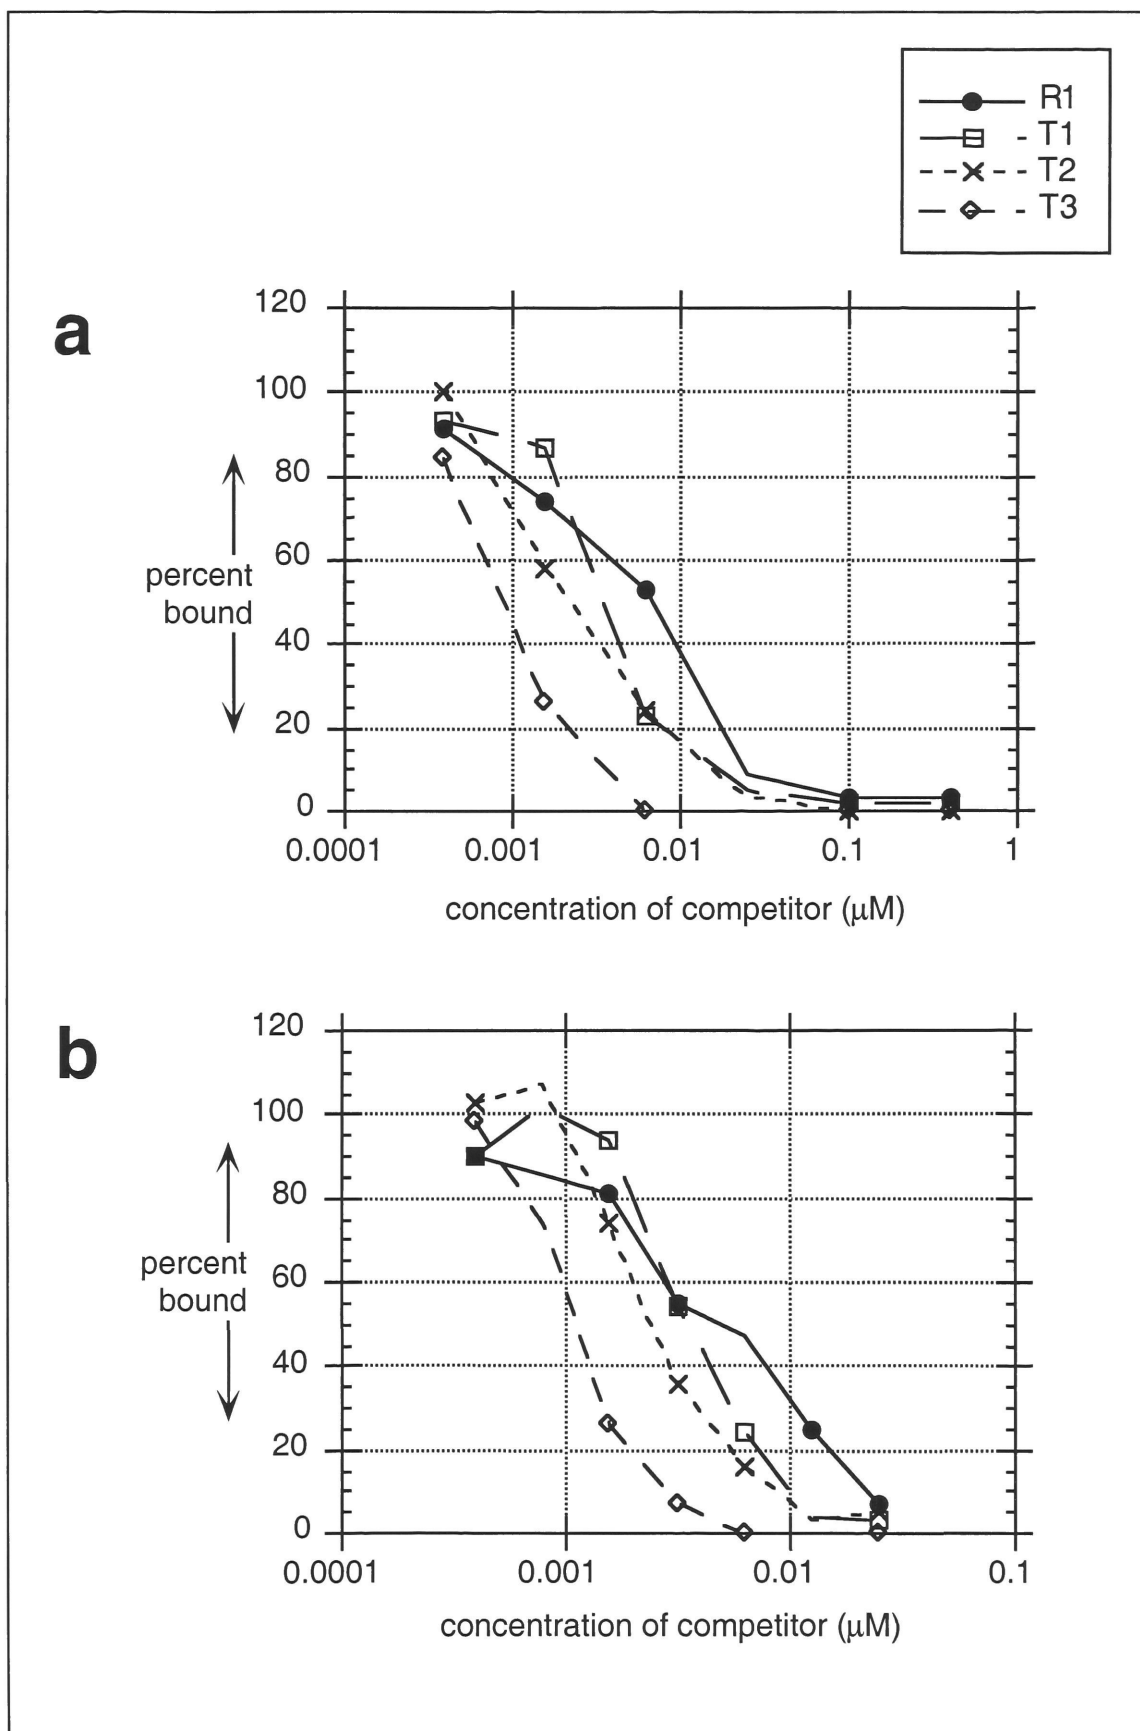 R1
T1
T2
T3
a
120
100
80
60
40
20
0
percent
bound
0.0001 0.001 0.01 0.1 1
concentration of competitor (μM)
b
120
100
80
60
40
20
0
percent
bound
0.0001 0.001 0.01 0.1
concentration of competitor (μM)